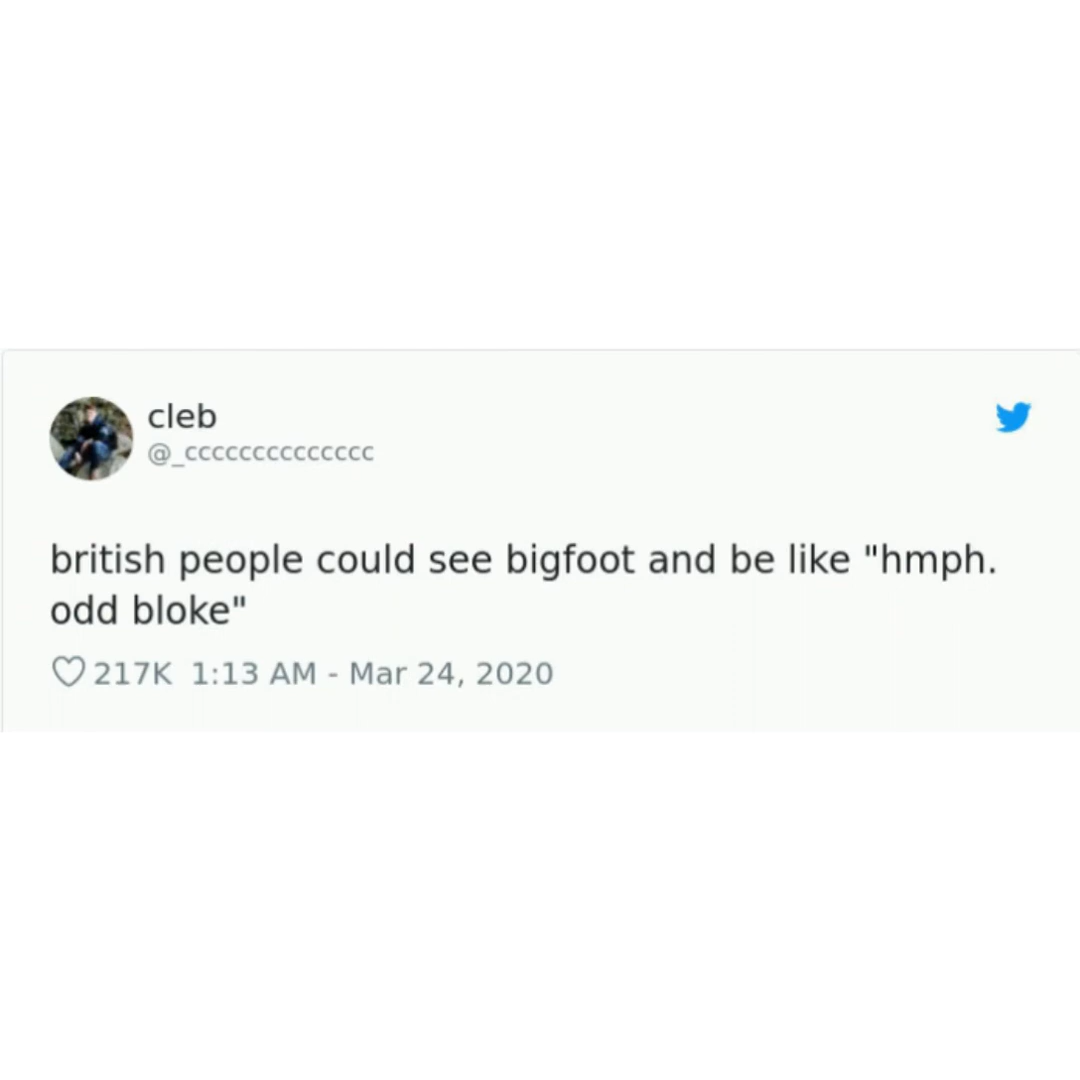 cleb
@_cccccccccccccc
british people could see bigfoot and be like "hmph.
odd bloke"
217K 1:13 AM - Mar 24, 2020